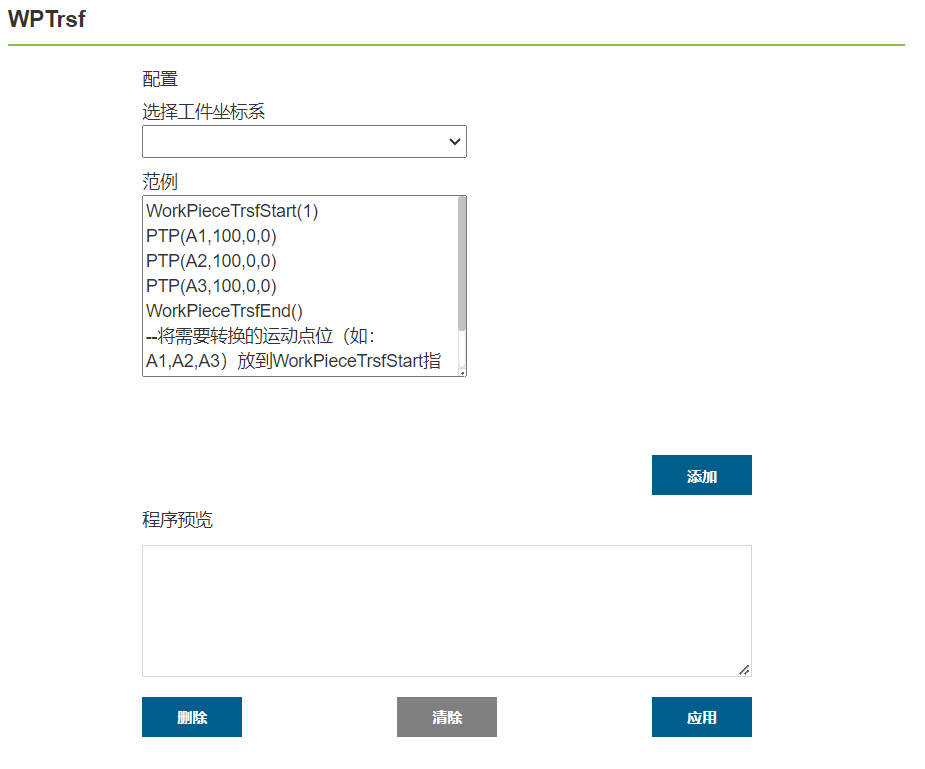 WPTrsf
配置
选择工件坐标系
范例
WorkPieceTrsfStart(1)
PTP(A1,100,0,0)
PTP(A2,100,0,0)
PTP(A3,100,0,0)
WorkPieceTrsfEnd()
--将需要转换的运动点位（如：
A1,A2,A3）放到WorkPieceTrsfStart指
添加
程序预览
删除
清除
应用